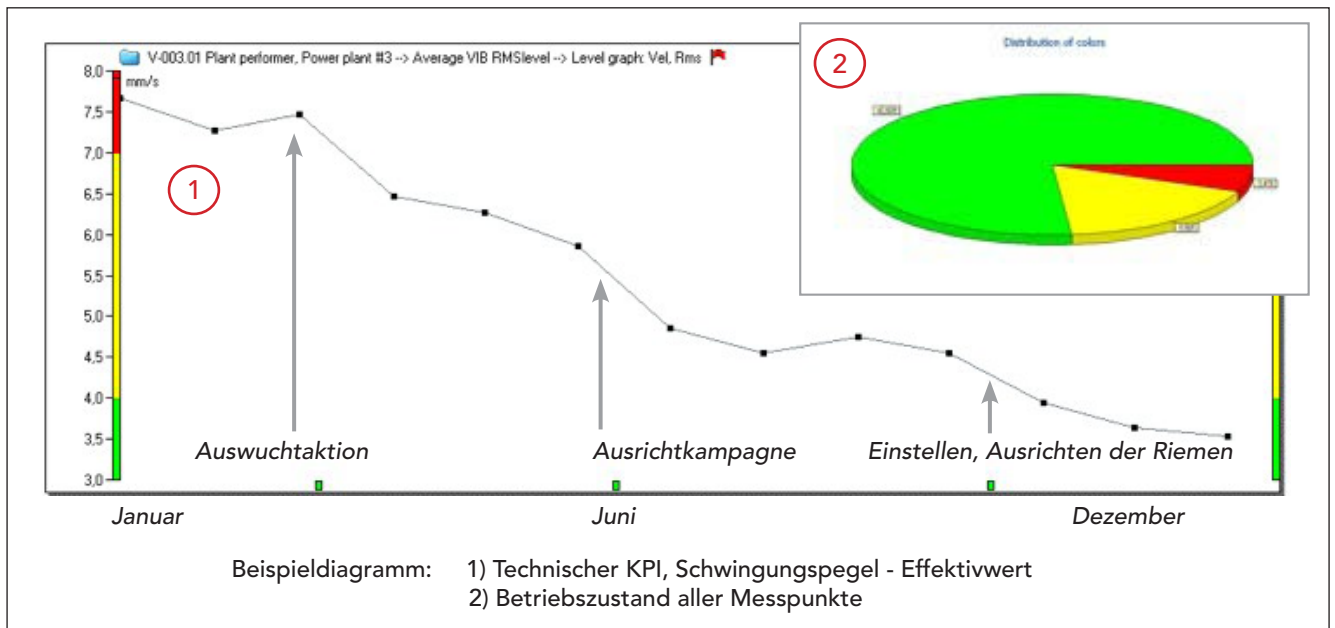 V-003.01 Plant performer, Power plant #3 --> Average VIB RMSlevel --> Level graph: Vel, Rms
Distribution of colors
2
8,0
mm/s
7,5
7,0
6,5
6,0
5,5
5,0
4,5
4,0
3,5
3,0
1
Auswuchtaktion
Ausrichtkampagne
Einstellen, Ausrichten der Riemen
Januar
Juni
Dezember
Beispieldiagramm: 1) Technischer KPI, Schwingungspegel - Effektivwert
2) Betriebszustand aller Messpunkte